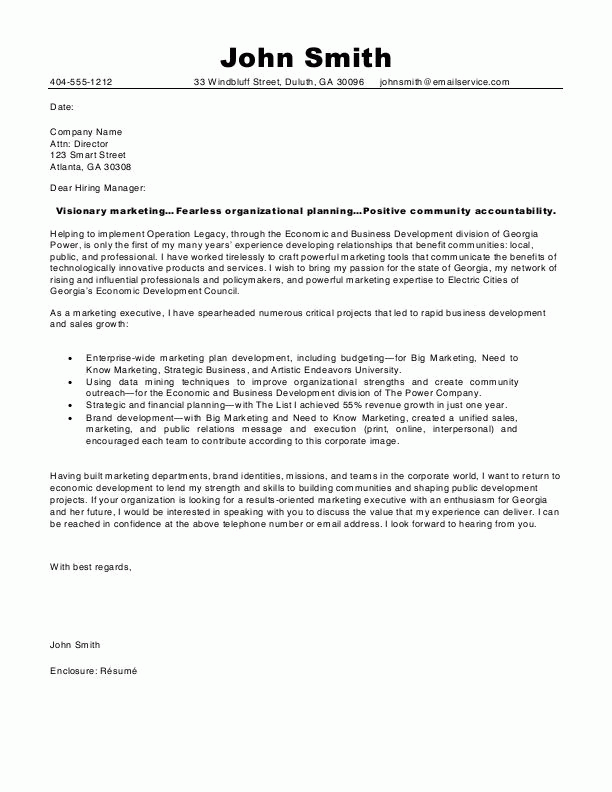 John Smith
404-555-1212 33 Windbluff Street, Duluth, GA 30096 johnsmith@emailservice.com
Date:
Company Name
Attn: Director
123 Smart Street
Atlanta, GA 30308
Dear Hiring Manager:
Visionary marketing…Fearless organizational planning…Positive community accountability.
Helping to implement Operation Legacy, through the Economic and Business Development division of Georgia
Power, is only the first of my many years’ experience developing relationships that benefit communities: local,
public, and professional. I have worked tirelessly to craft powerful marketing tools that communicate the benefits of
technologically innovative products and services. I wish to bring my passion for the state of Georgia, my network of
rising and influential professionals and policymakers, and powerful marketing expertise to Electric Cities of
Georgia’s Economic Development Council.
As a marketing executive, I have spearheaded numerous critical projects that led to rapid business development
and sales growth:
• Enterprise-wide marketing plan development, including budgeting—for Big Marketing, Need to
Know Marketing, Strategic Business, and Artistic Endeavors University.
• Using data mining techniques to improve organizational strengths and create community
outreach—for the Economic and Business Development division of The Power Company.
• Strategic and financial planning—with The List I achieved 55% revenue growth in just one year.
• Brand development—with Big Marketing and Need to Know Marketing, created a unified sales,
marketing, and public relations message and execution (print, online, interpersonal) and
encouraged each team to contribute according to this corporate image.
Having built marketing departments, brand identities, missions, and teams in the corporate world, I want to return to
economic development to lend my strength and skills to building communities and shaping public development
projects. If your organization is looking for a results-oriented marketing executive with an enthusiasm for Georgia
and her future, I would be interested in speaking with you to discuss the value that my experience can deliver. I can
be reached in confidence at the above telephone number or email address. I look forward to hearing from you.
With best regards,
John Smith
Enclosure: Résumé